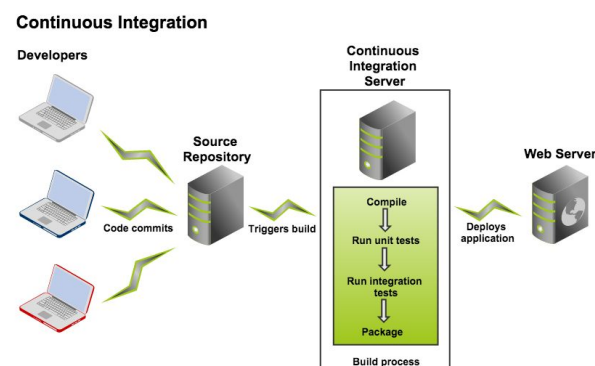 Continuous Integration
Developers
Continuous
Integration
Server
Source
Repository
Web Server
Code commits
Triggers build
Compile
Run unit tests
Run integration
tests
Package
Deploys
application
Build process